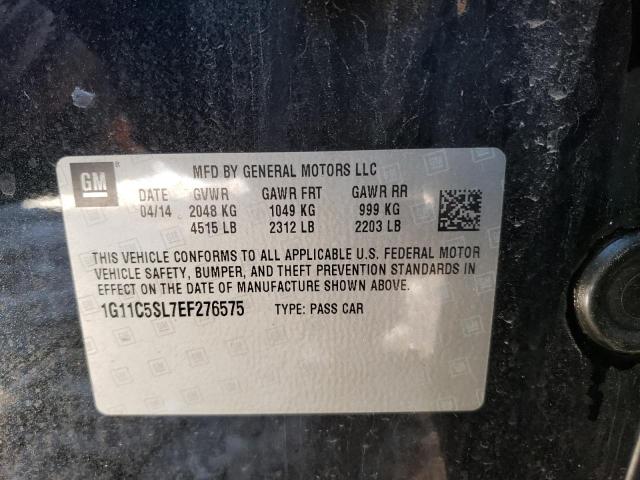 GM
MFD BY GENERAL MOTORS LLC
DATE GVWR GAWR FRT GAWR RR
04/14 2048 KG 1049 KG 999 KG
4515 LB 2312 LB 2203 LB
THIS VEHICLE CONFORMS TO ALL APPLICABLE U.S. FEDERAL MOTOR
VEHICLE SAFETY, BUMPER, AND THEFT PREVENTION STANDARDS IN
EFFECT ON THE DATE OF MANUFACTURE SHOWN ABOVE.
1G11C5SL7EF276575 TYPE: PASS CAR